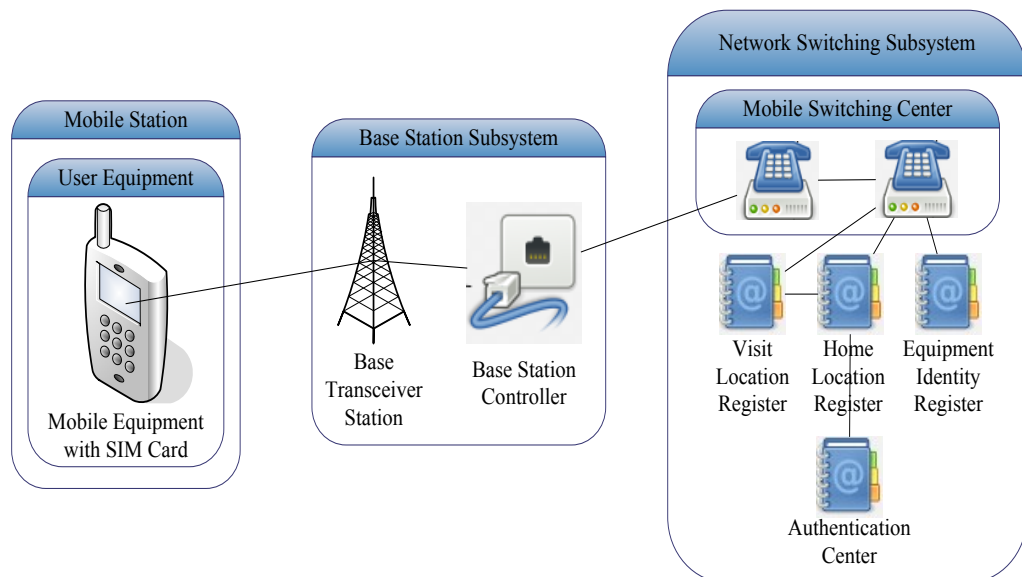 Mobile Station
User Equipment
Mobile Equipment
with SIM Card
Base Station Subsystem
Base
Transceiver
Station
Base Station
Controller
Network Switching Subsystem
Mobile Switching Center
Visit
Location
Register
Home
Location
Register
Equipment
Identity
Register
Authentication
Center